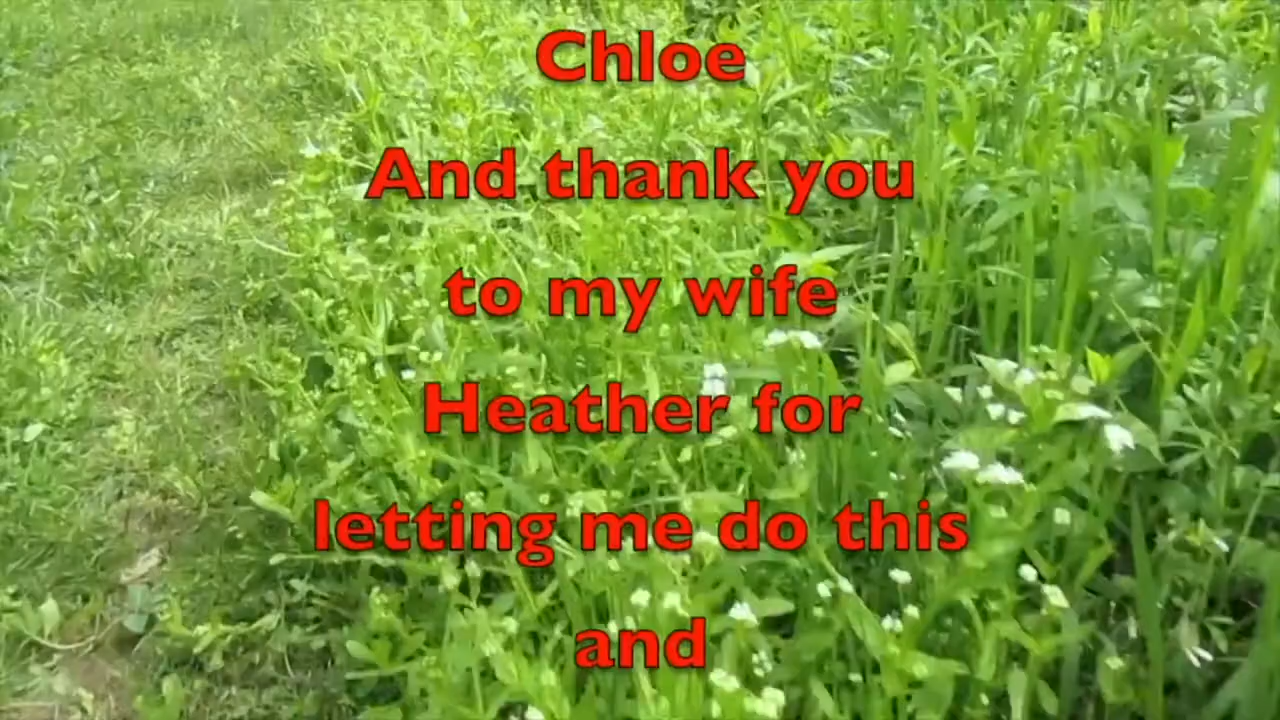 Chloe
And thank you
to my wife
Heather for
letting me do this
and